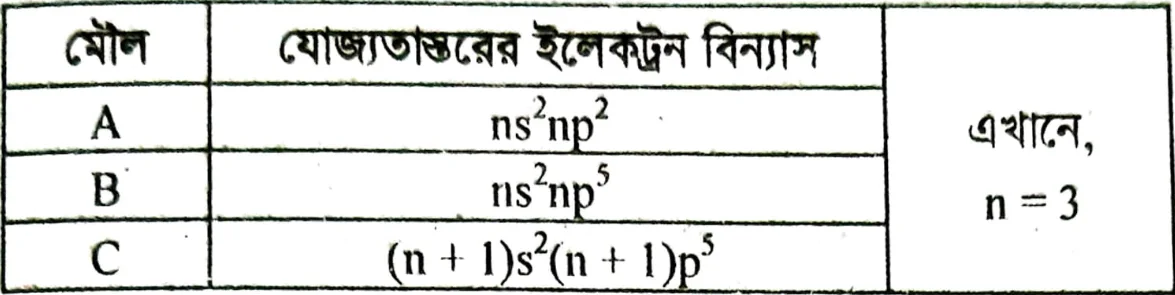 মৌল যোজ্যতাস্তরের ইলেকট্রন বিন্যাস
A ns²np²
B ns²np⁵
C (n + 1)s²(n + 1)p⁵
এখানে,
n = 3